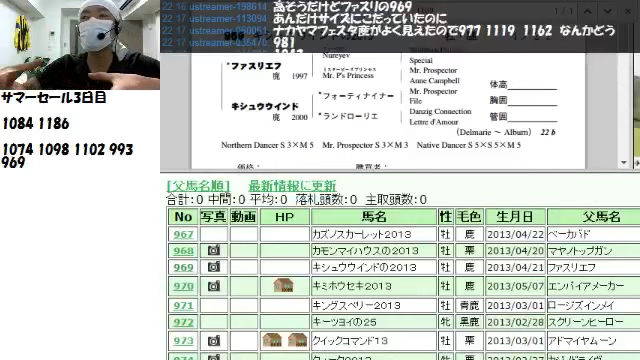 22 16 ustreamer-198614 高そうだけどファスリの969
22 16 ustreamer-113094 あんだけサイズにこだっていたのに
22 17 ナカヤマフェスタ産がよく見えたので977 1119 1162 なんかどう
981
Nureyev
*ファスリエフ
鹿 1997
Mr. P's Princess
Special
Mr. Prospector
Anne Campbell
体高
キシュウウインド
鹿 2000
*フォーティナイナー
*ランドローリエ
Mr. Prospector
File
胸囲
Danzig Connection
Lettre d'Amour
管囲
(Delmarie ~ Album) 22 b
Northern Dancer S 3×M 5 Mr. Prospector S 3×M 3 Native Dancer S 5×S 5×M 5
サマーセール3日目
1084 1186
1074 1098 1102 993
969
[父馬名順] 最新情報に更新
合計:0 中間:0 平均:0 落札頭数:0 主取頭数:0
No 写真 動画 HP 馬名 性 毛色 生月日 父馬名
967 カズノスカーレット2013 牡 鹿 2013/04/22 ベーカバド
968 カモンマイハウスの2013 牡 栗 2013/04/20 マヤノトップガン
969 キシュウウインドの2013 牡 鹿 2013/04/21 ファスリエフ
970 キミホウセキ2013 牡 鹿 2013/05/07 エンパイアメーカー
971 キングスベリー2013 牡 青鹿 2013/04/10 ロージズインメイ
972 キーツヨイの25 牝 黒鹿 2013/02/28 スクリーンヒーロー
973 クイックコマンド13 牡 栗 2013/03/31 アドマイヤムーン